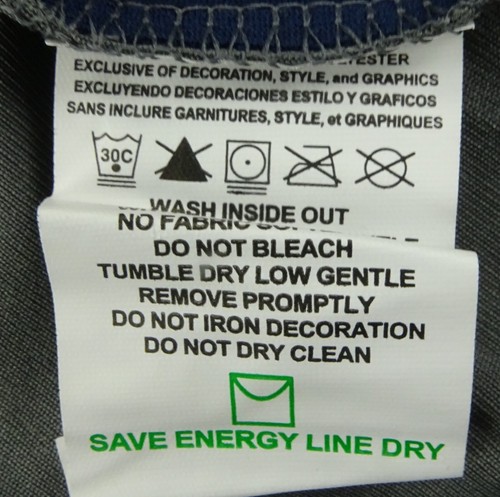 EXCLUSIVE OF DECORATION, STYLE, and GRAPHICS
EXCLUYENDO DECORACIONES ESTILO Y GRAFICOS
SANS INCLURE GARNITURES, STYLE, et GRAPHIQUES
30C
WASH INSIDE OUT
NO FABRIC
DO NOT BLEACH
TUMBLE DRY LOW GENTLE
REMOVE PROMPTLY
DO NOT IRON DECORATION
DO NOT DRY CLEAN
SAVE ENERGY LINE DRY